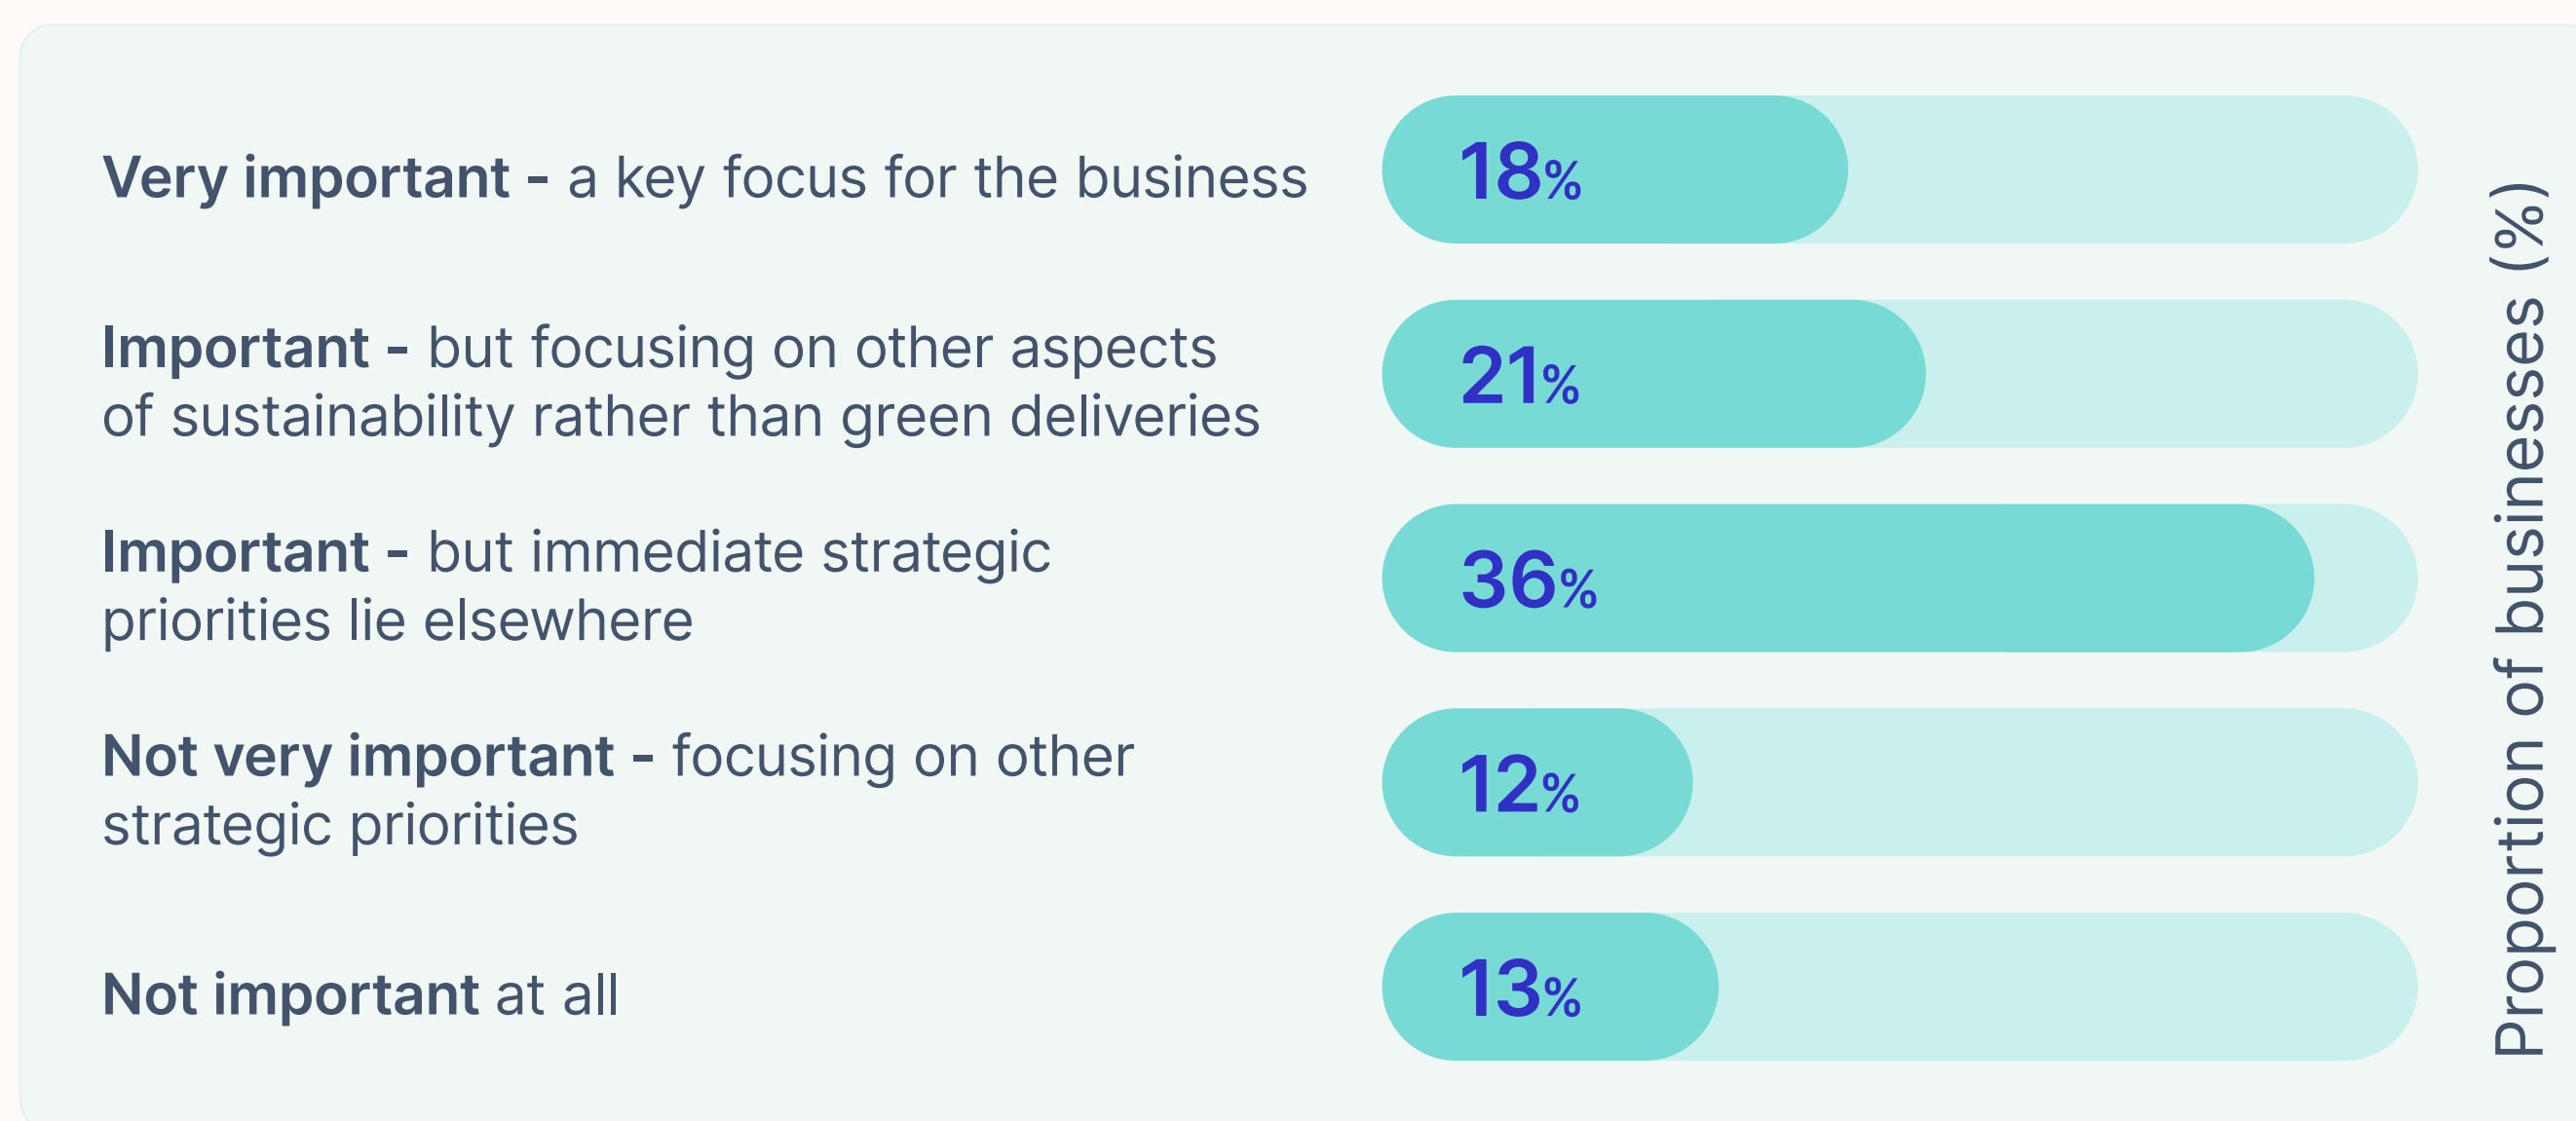 Very important - a key focus for the business
18%
Important - but focusing on other aspects
of sustainability rather than green deliveries
21%
Important - but immediate strategic
priorities lie elsewhere
36%
Not very important - focusing on other
strategic priorities
12%
Not important at all
13%
Proportion of businesses (%)